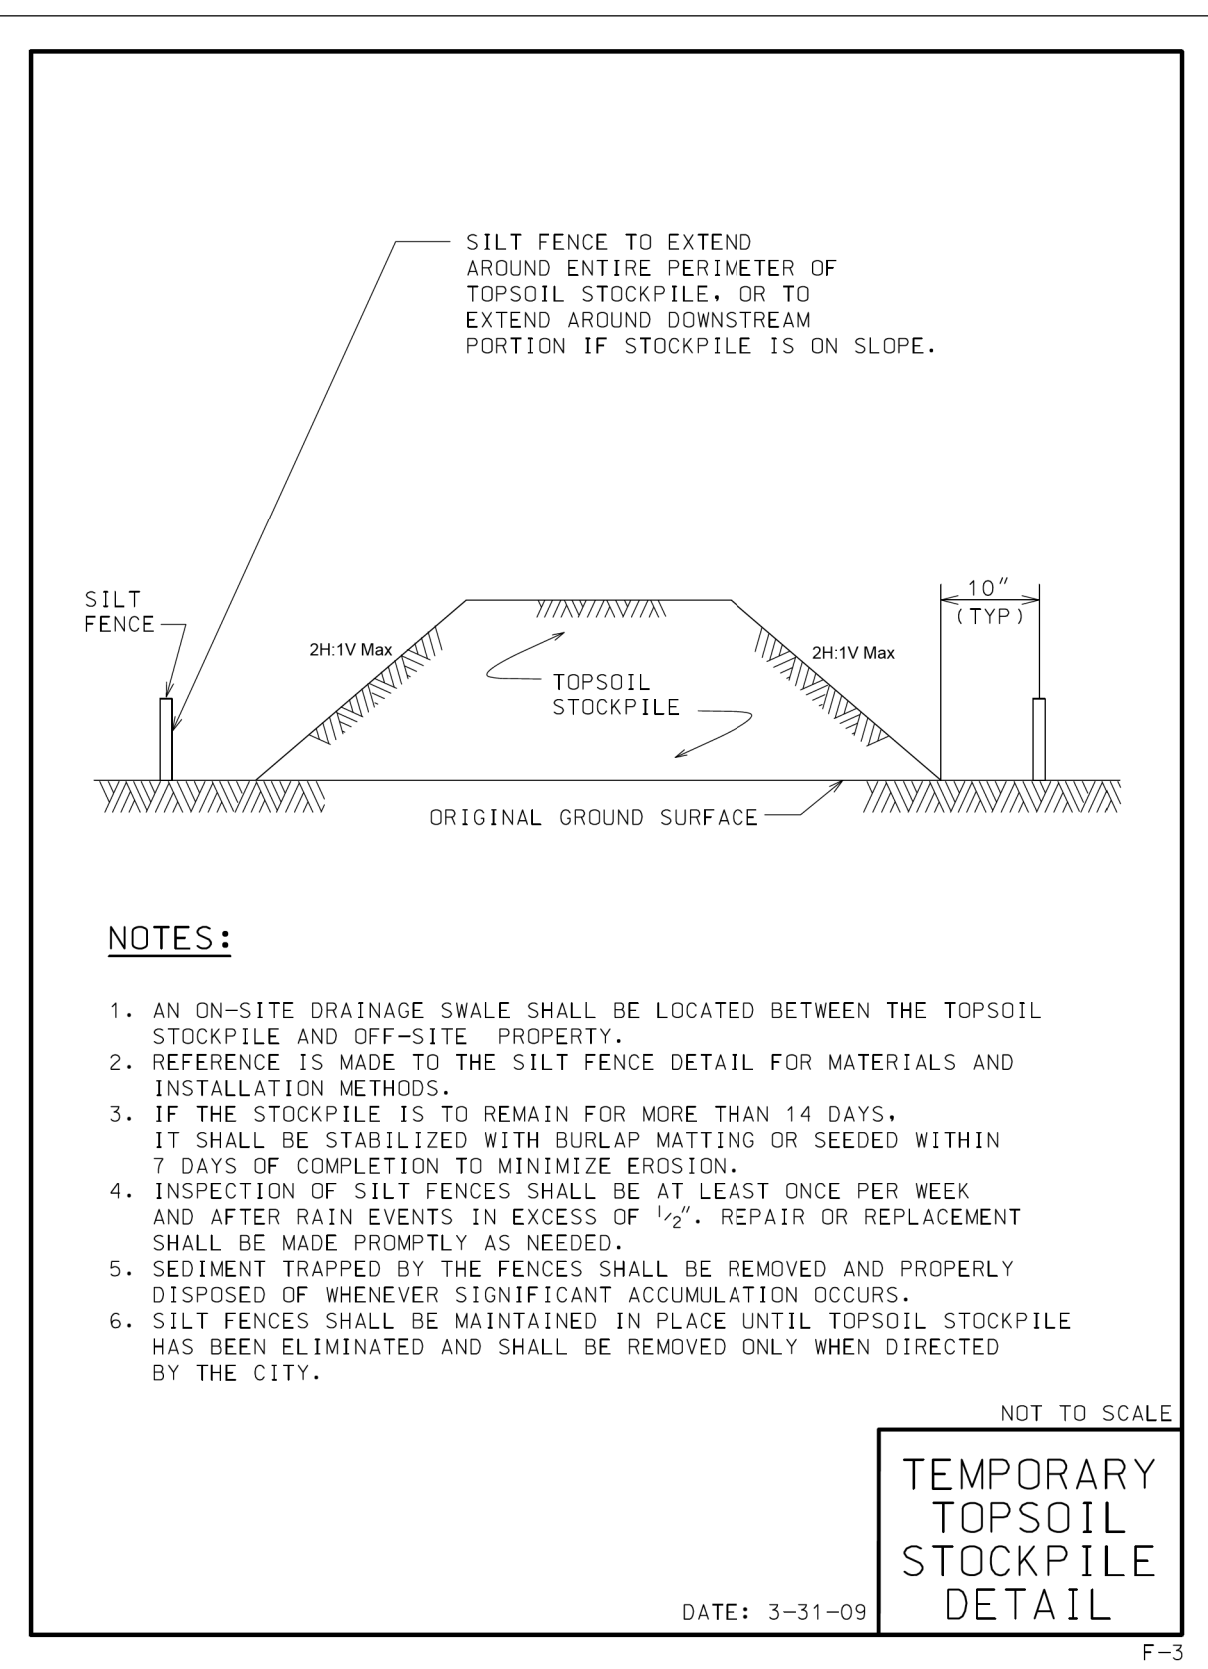 SILT FENCE TO EXTEND
AROUND ENTIRE PERIMETER OF
TOPSOIL STOCKPILE, OR TO
EXTEND AROUND DOWNSTREAM
PORTION IF STOCKPILE IS ON SLOPE.
SILT
FENCE
2H:1V Max
2H:1V Max
10"
(TYP)
TOPSOIL
STOCKPILE
ORIGINAL GROUND SURFACE
NOTES:
1. AN ON-SITE DRAINAGE SWALE SHALL BE LOCATED BETWEEN THE TOPSOIL
STOCKPILE AND OFF-SITE PROPERTY.
2. REFERENCE IS MADE TO THE SILT FENCE DETAIL FOR MATERIALS AND
INSTALLATION METHODS.
3. IF THE STOCKPILE IS TO REMAIN FOR MORE THAN 14 DAYS,
IT SHALL BE STABILIZED WITH BURLAP MATTING OR SEEDED WITHIN
7 DAYS OF COMPLETION TO MINIMIZE EROSION.
4. INSPECTION OF SILT FENCES SHALL BE AT LEAST ONCE PER WEEK
AND AFTER RAIN EVENTS IN EXCESS OF 1/2". REPAIR OR REPLACEMENT
SHALL BE MADE PROMPTLY AS NEEDED.
5. SEDIMENT TRAPPED BY THE FENCES SHALL BE REMOVED AND PROPERLY
DISPOSED OF WHENEVER SIGNIFICANT ACCUMULATION OCCURS.
6. SILT FENCES SHALL BE MAINTAINED IN PLACE UNTIL TOPSOIL STOCKPILE
HAS BEEN ELIMINATED AND SHALL BE REMOVED ONLY WHEN DIRECTED
BY THE CITY.
NOT TO SCALE
TEMPORARY
TOPSOIL
STOCKPILE
DETAIL
DATE: 3-31-09
F-3